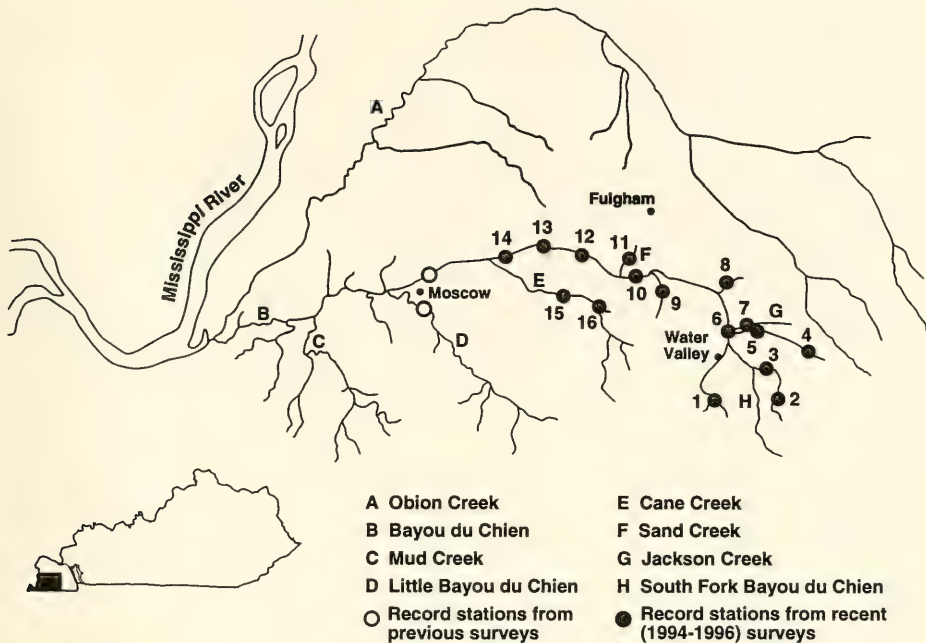 A
Mississippi River
Fulgham
13
14
12
11
F
8
E
10
9
Moscow
15
16
7
G
B
6
5
4
Water
Valley
3
D
C
1
H
2
A Obion Creek
B Bayou du Chien
C Mud Creek
D Little Bayou du Chien
Record stations from
previous surveys
E Cane Creek
F Sand Creek
G Jackson Creek
H South Fork Bayou du Chien
Record stations from recent
(1994-1996) surveys